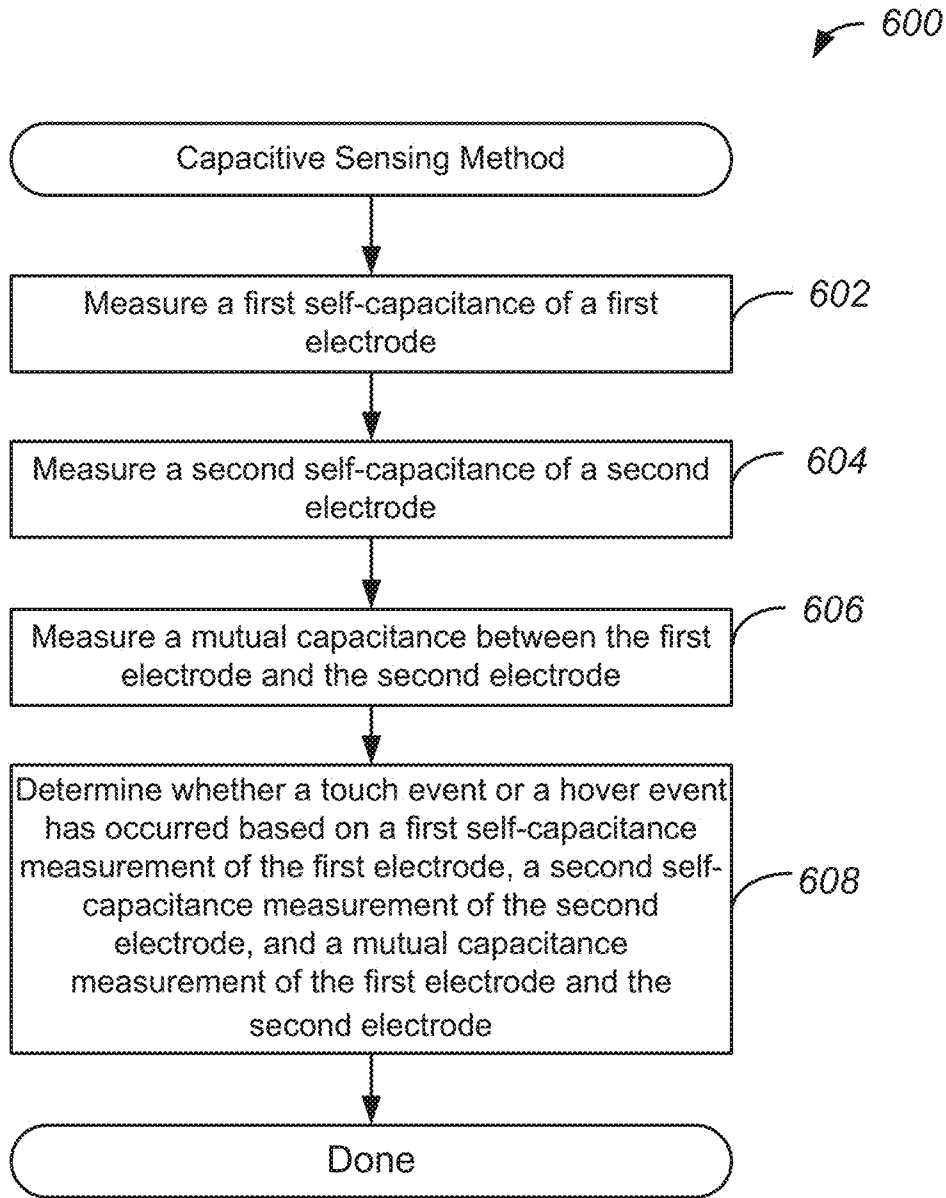 600
Capacitive Sensing Method
Measure a first self-capacitance of a first
electrode
602
Measure a second self-capacitance of a second
electrode
604
Measure a mutual capacitance between the first
electrode and the second electrode
606
Determine whether a touch event or a hover event
has occurred based on a first self-capacitance
measurement of the first electrode, a second self-
capacitance measurement of the second
electrode, and a mutual capacitance
measurement of the first electrode and the
second electrode
608
Done